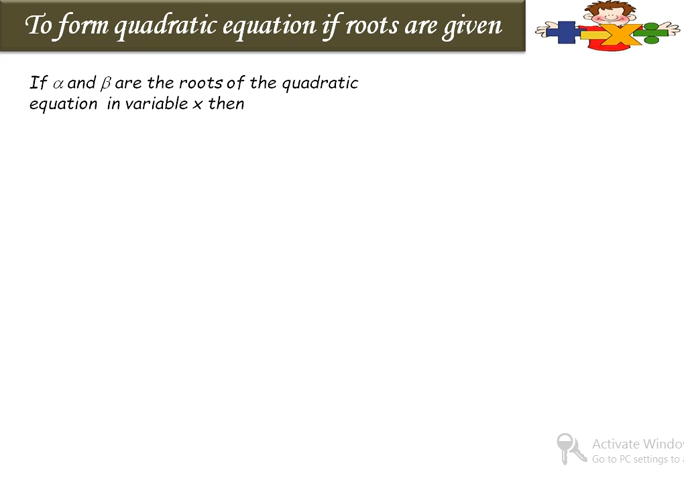 To form quadratic equation if roots are given
If α and β are the roots of the quadratic
equation in variable x then
Activate Windo
Go to PC settings to a